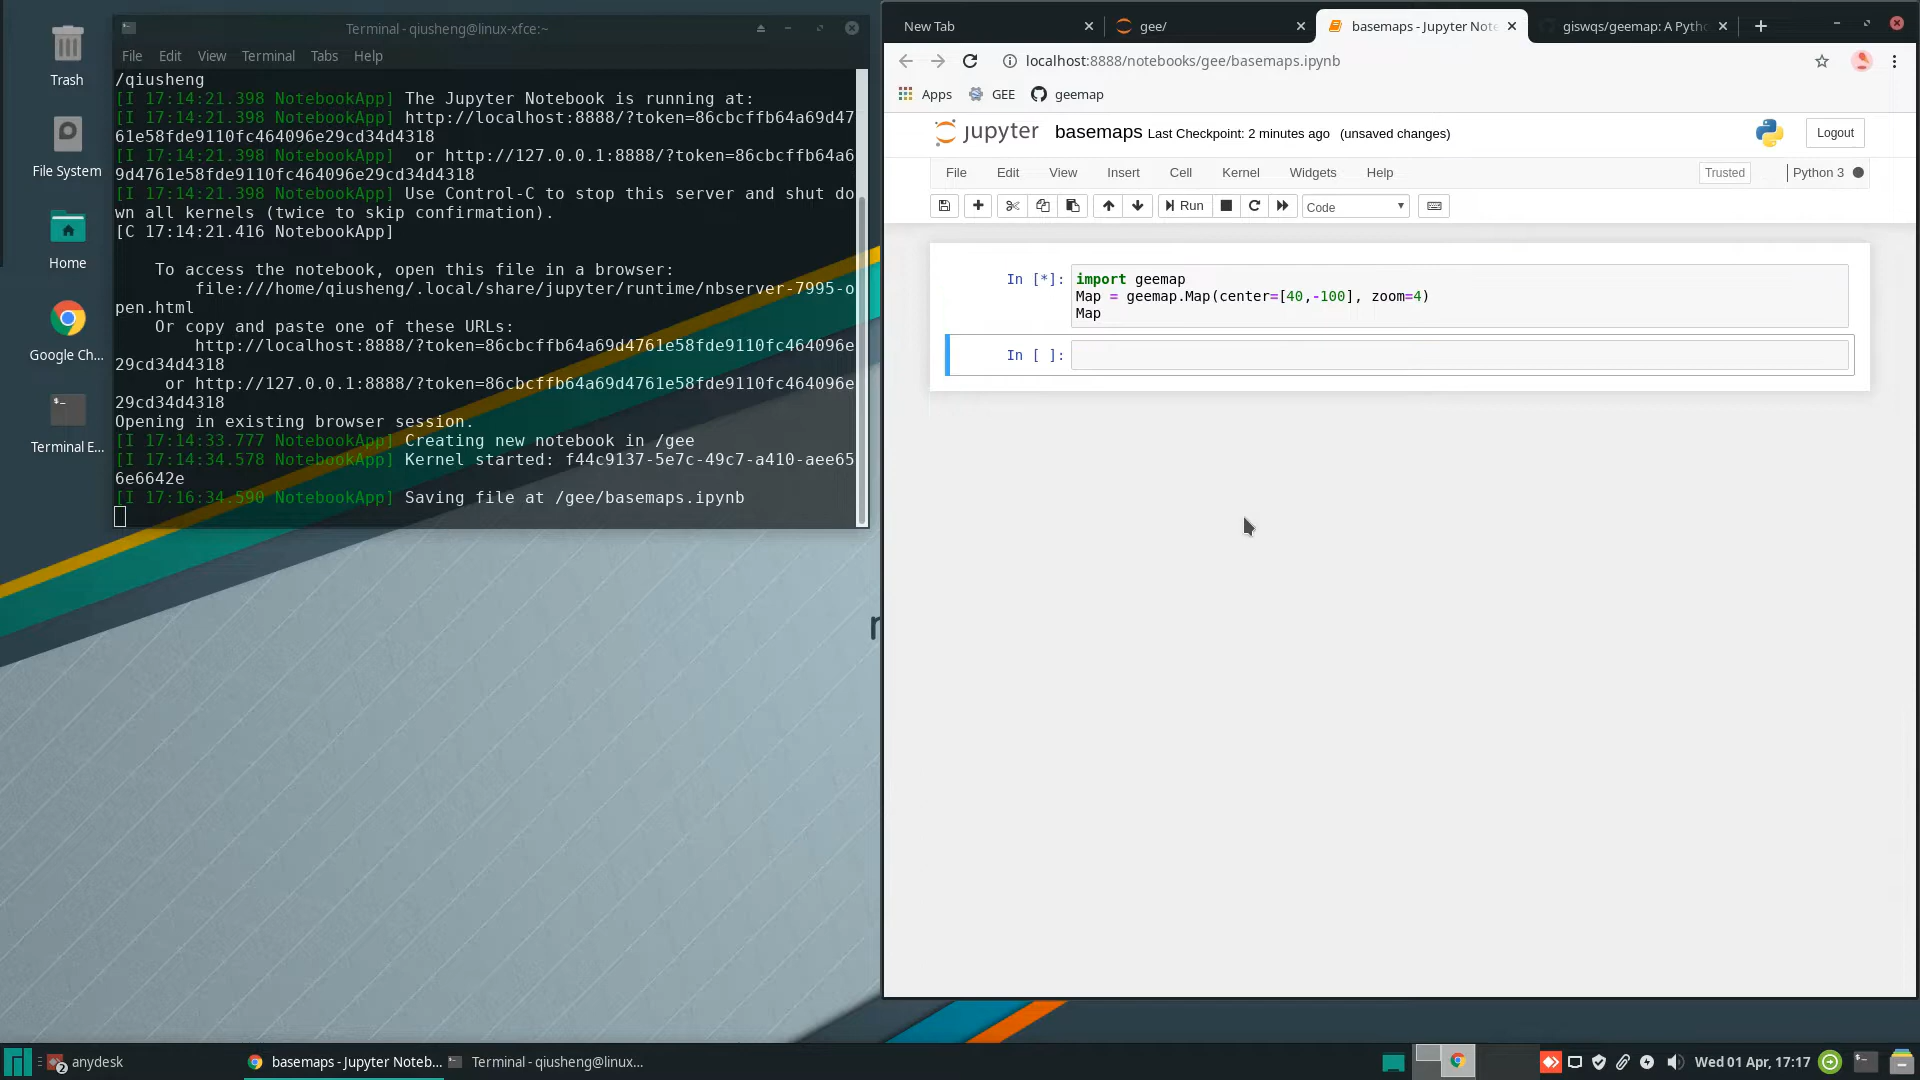 Trash
File System
Home
Google Ch...
Terminal E...
Terminal - qiusheng@linux-xfce:~
File Edit View Terminal Tabs Help
/qiusheng
[I 17:14:21.398 NotebookApp] The Jupyter Notebook is running at:
[I 17:14:21.398 NotebookApp] http://localhost:8888/?token=86cbcffb64a69d47
61e58fde9110fc464096e29cd34d4318
[I 17:14:21.398 NotebookApp]  or http://127.0.0.1:8888/?token=86cbcffb64a6
9d4761e58fde9110fc464096e29cd34d4318
[I 17:14:21.398 NotebookApp] Use Control-C to stop this server and shut do
wn all kernels (twice to skip confirmation).
[C 17:14:21.416 NotebookApp]
To access the notebook, open this file in a browser:
file:///home/qiusheng/.local/share/jupyter/runtime/nbserver-7995-o
pen.html
Or copy and paste one of these URLs:
http://localhost:8888/?token=86cbcffb64a69d4761e58fde9110fc464096e
29cd34d4318
or http://127.0.0.1:8888/?token=86cbcffb64a69d4761e58fde9110fc464096e
29cd34d4318
Opening in existing browser session.
[I 17:14:33.777 NotebookApp] Creating new notebook in /gee
[I 17:14:34.578 NotebookApp] Kernel started: f44c9137-5e7c-49c7-a410-aee65
6e6642e
[I 17:16:34.590 NotebookApp] Saving file at /gee/basemaps.ipynb
New Tab gee/ basemaps - Jupyter Note giswqs/geemap: A Pyth
localhost:8888/notebooks/gee/basemaps.ipynb
Apps GEE geemap
jupyter basemaps Last Checkpoint: 2 minutes ago (unsaved changes) Logout
File Edit View Insert Cell Kernel Widgets Help Trusted Python 3
Run Code
In [*]: import geemap
Map = geemap.Map(center=[40,-100], zoom=4)
Map
In [ ]:
anydesk 2 basemaps - Jupyter Noteb... Terminal - qiusheng@linux... Wed 01 Apr, 17:17